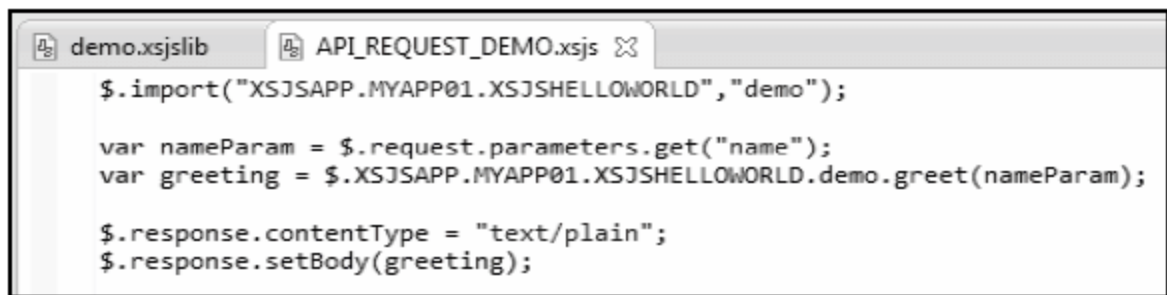 demo.xsjslib API_REQUEST_DEMO.xsjs
$.import("XSJSAPP.MYAPP01.XSJSHELLOWORLD","demo");
var nameParam = $.request.parameters.get("name");
var greeting = $.XSJSAPP.MYAPP01.XSJSHELLOWORLD.demo.greet(nameParam);
$.response.contentType = "text/plain";
$.response.setBody(greeting);